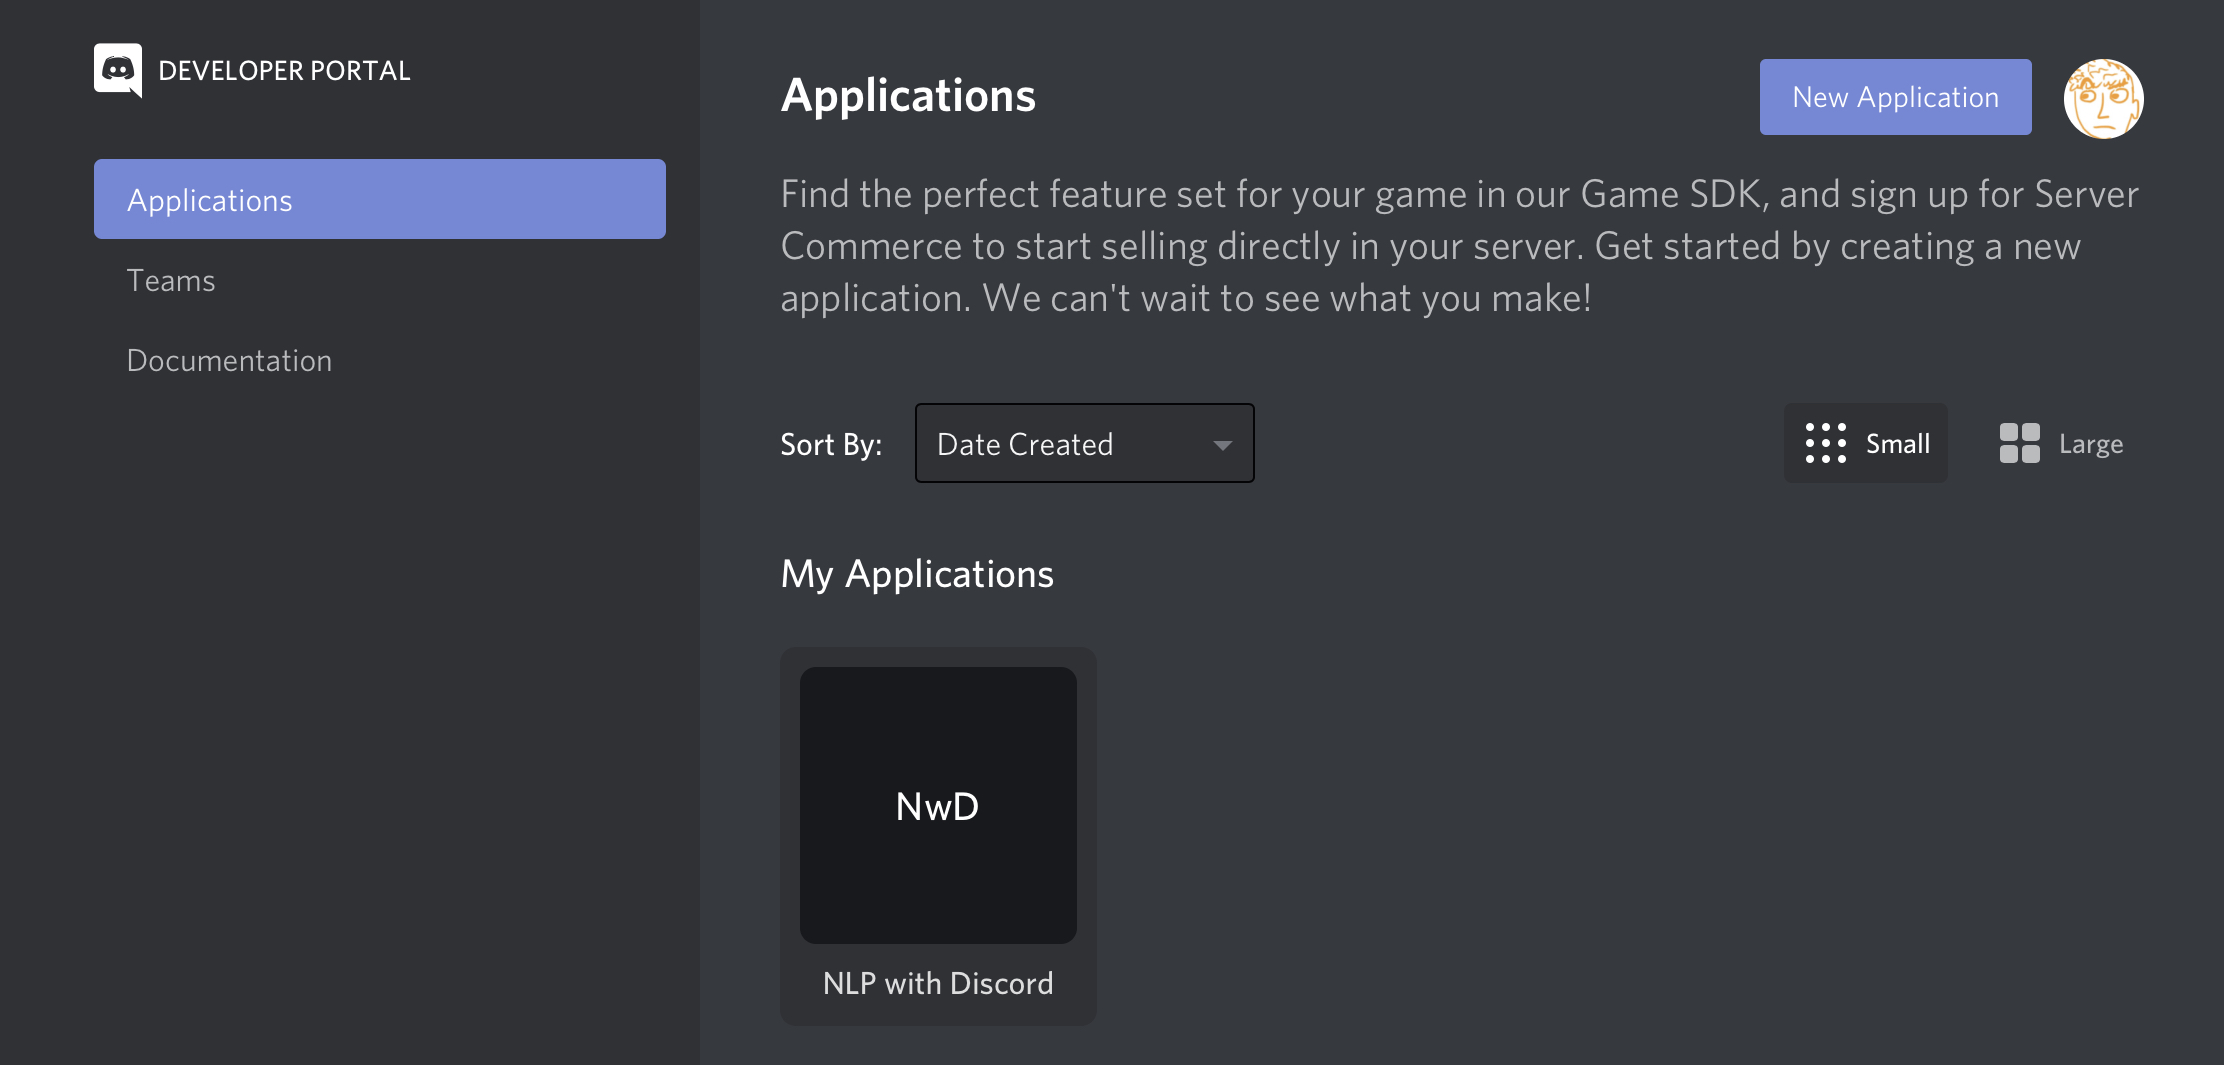 DEVELOPER PORTAL
Applications
Teams
Documentation
Applications
New Application
Find the perfect feature set for your game in our Game SDK, and sign up for Server
Commerce to start selling directly in your server. Get started by creating a new
application. We can't wait to see what you make!
Sort By:
Date Created
Small
Large
My Applications
NwD
NLP with Discord